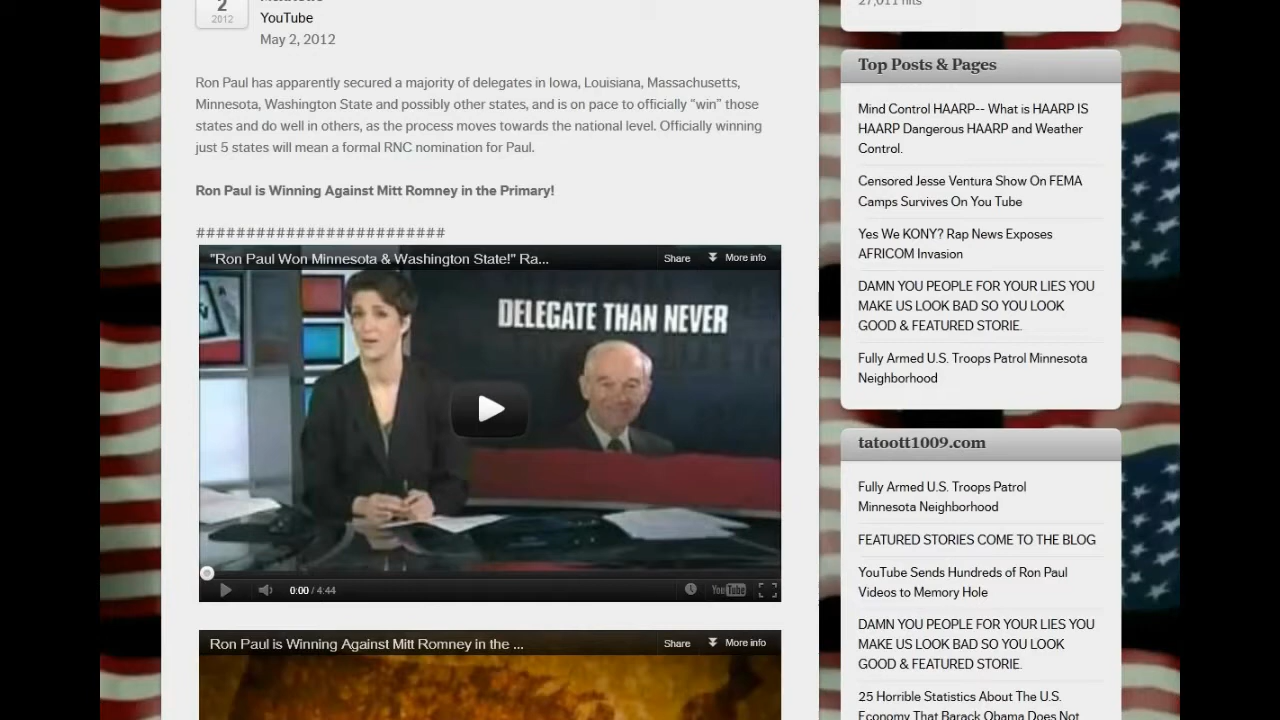 2
2012
YouTube
May 2, 2012
Ron Paul has apparently secured a majority of delegates in Iowa, Louisiana, Massachusetts,
Minnesota, Washington State and possibly other states, and is on pace to officially “win” those
states and do well in others, as the process moves towards the national level. Officially winning
just 5 states will mean a formal RNC nomination for Paul.
Ron Paul is Winning Against Mitt Romney in the Primary!
#########################
"Ron Paul Won Minnesota & Washington State!" Ra...
Share
More info
DELEGATE THAN NEVER
0:00 / 4:44
YouTube
Ron Paul is Winning Against Mitt Romney in the ...
Share
More info
27,011 hits
Top Posts & Pages
Mind Control HAARP-- What is HAARP IS
HAARP Dangerous HAARP and Weather
Control.
Censored Jesse Ventura Show On FEMA
Camps Survives On You Tube
Yes We KONY? Rap News Exposes
AFRICOM Invasion
DAMN YOU PEOPLE FOR YOUR LIES YOU
MAKE US LOOK BAD SO YOU LOOK
GOOD & FEATURED STORIE.
Fully Armed U.S. Troops Patrol Minnesota
Neighborhood
tatoott1009.com
Fully Armed U.S. Troops Patrol
Minnesota Neighborhood
FEATURED STORIES COME TO THE BLOG
YouTube Sends Hundreds of Ron Paul
Videos to Memory Hole
DAMN YOU PEOPLE FOR YOUR LIES YOU
MAKE US LOOK BAD SO YOU LOOK
GOOD & FEATURED STORIE.
25 Horrible Statistics About The U.S.
Economy That Barack Obama Does Not